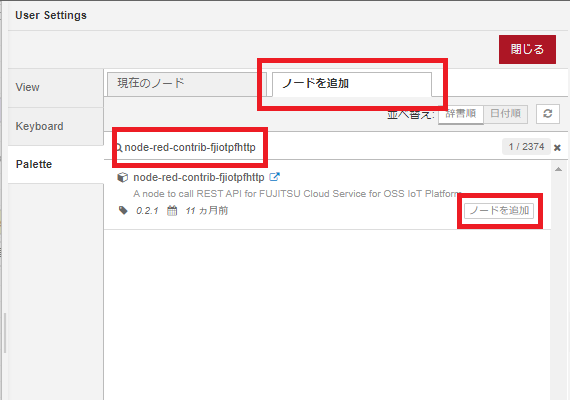 User Settings
閉じる
View
Keyboard
Palette
現在のノード
ノードを追加
並べ替え:
辞書順
日付順
node-red-contrib-fjiotpfhttp
1 / 2374
node-red-contrib-fjiotpfhttp
A node to call REST API for FUJITSU Cloud Service for OSS IoT Platform
0.2.1
11 ヵ月前
ノードを追加